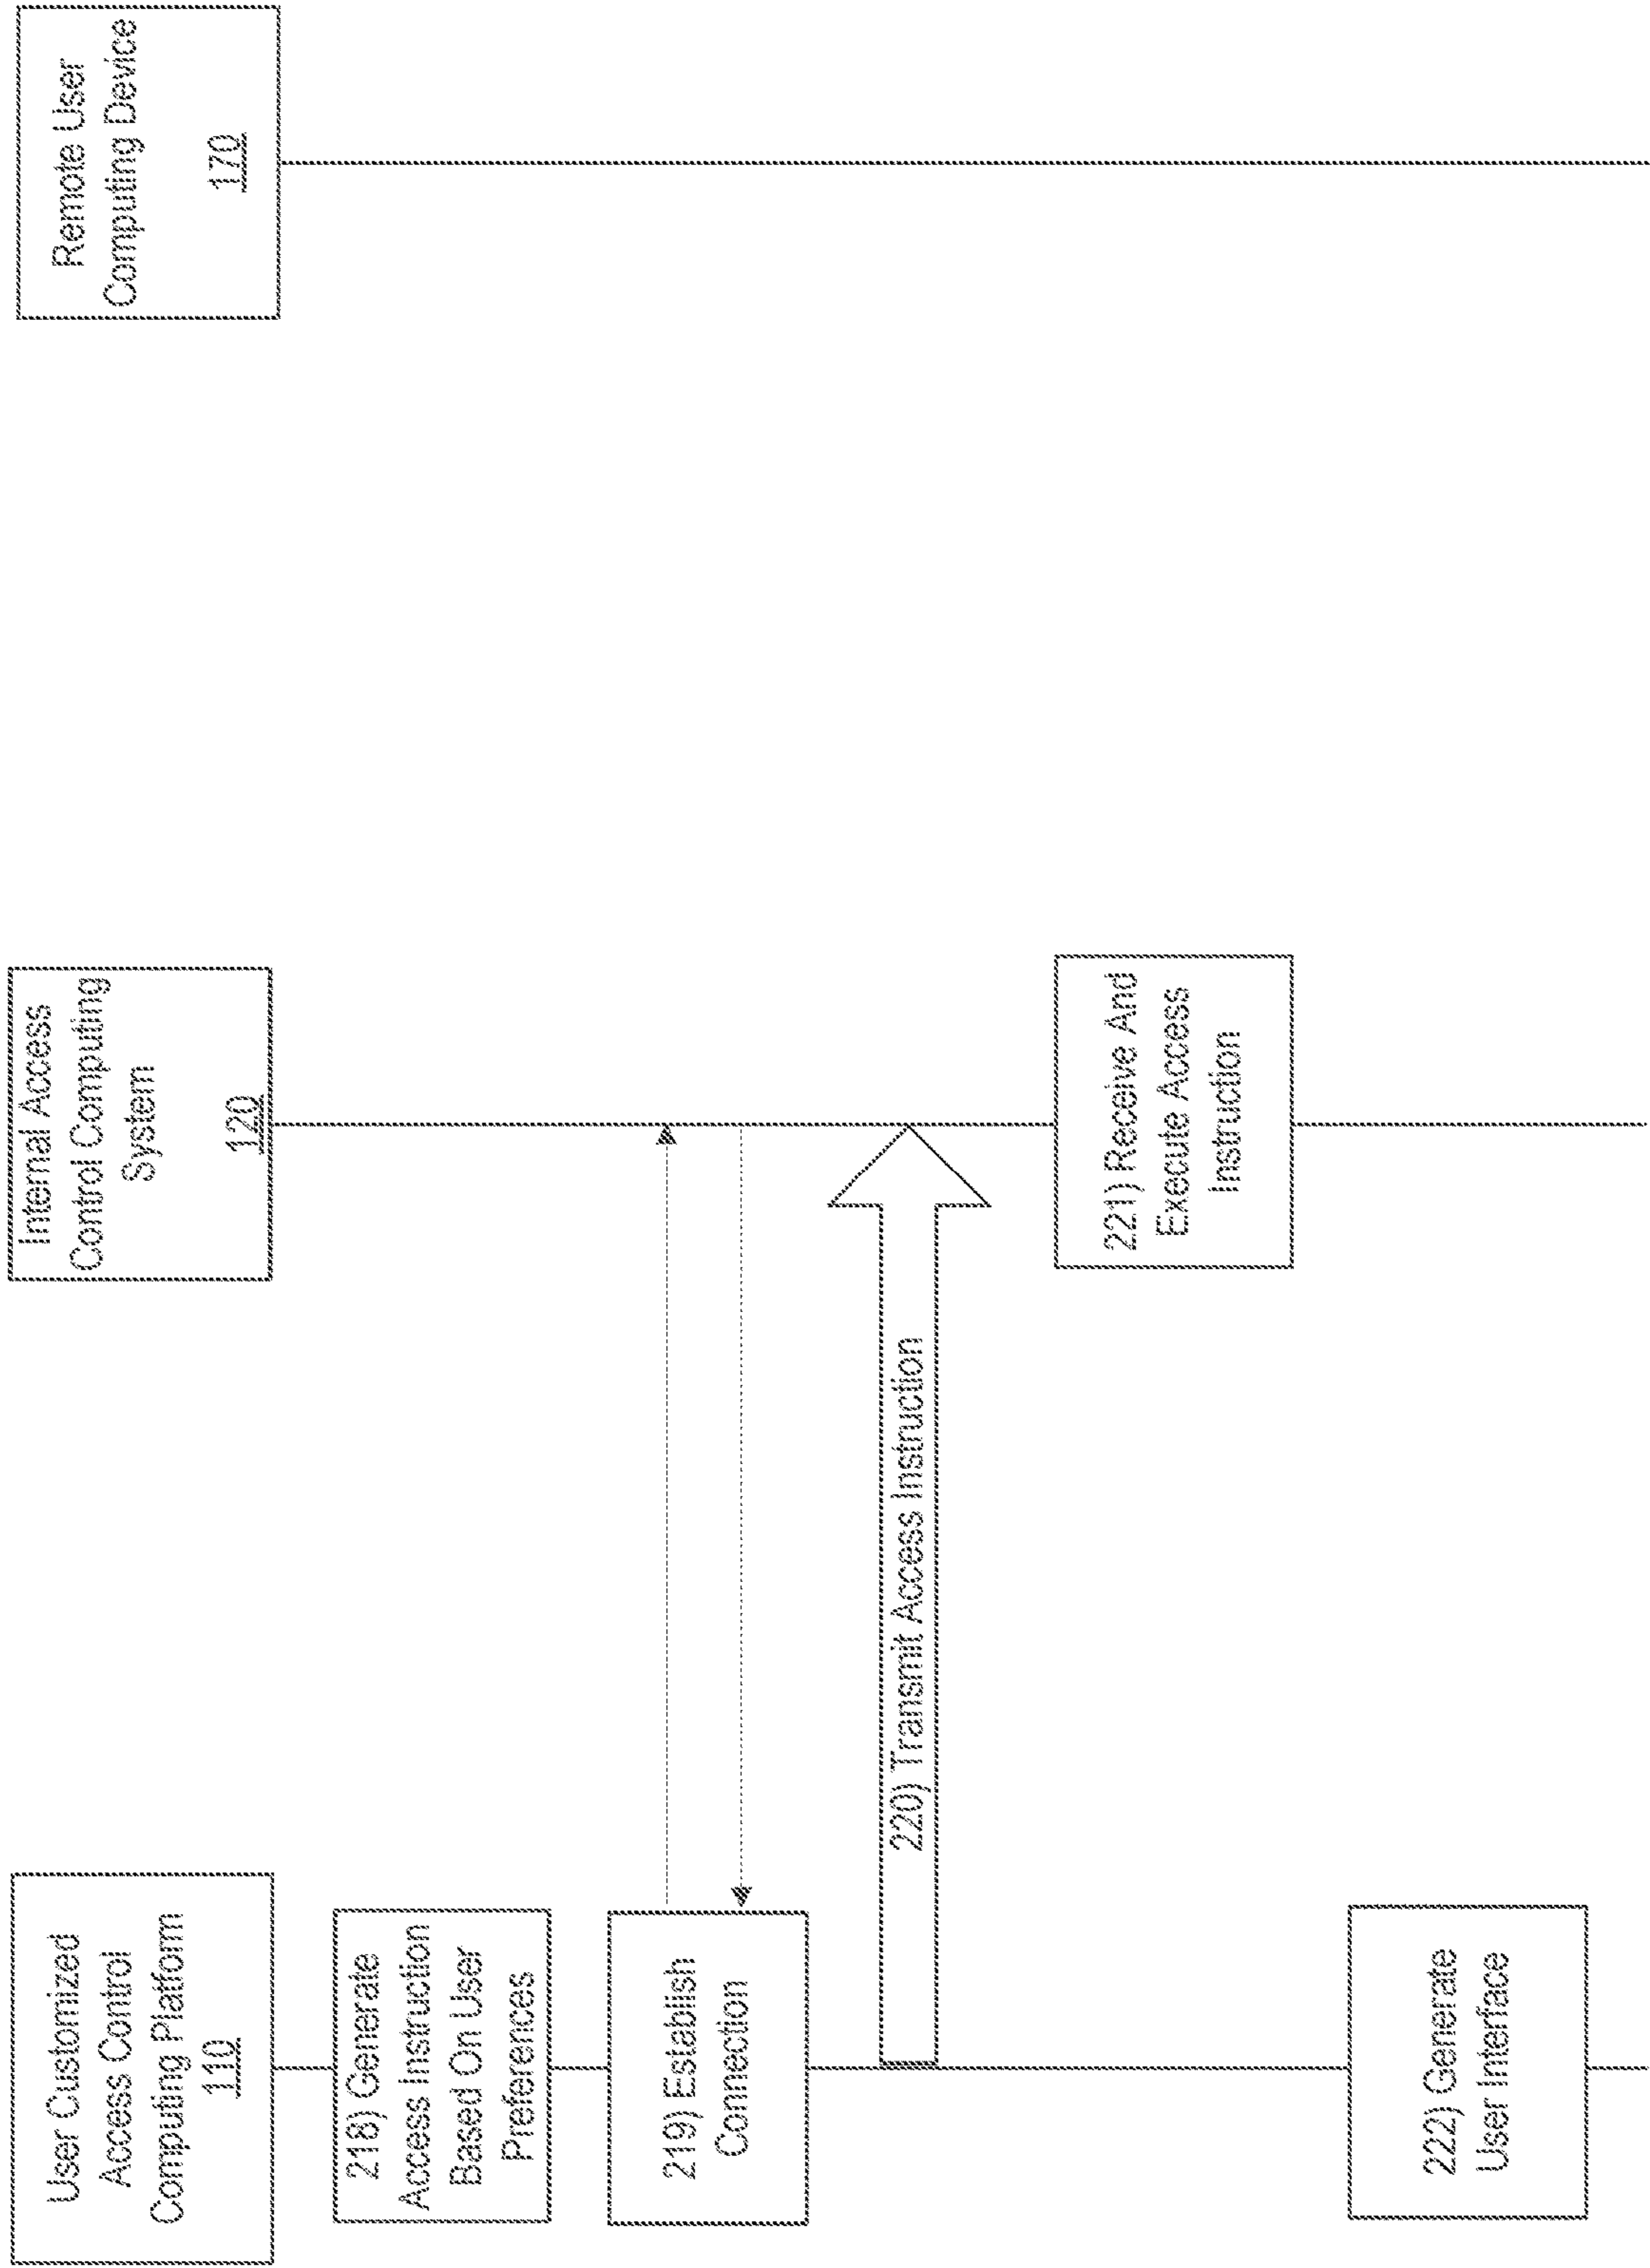 User Customized
Access Control
Computing Platform
110
Internal Access
Control Computing
System
120
Remote User
Computing Device
170
218) Generate
Access Instruction
Based On User
Preferences
219) Establish
Connection
220) Transmit Access Instruction
221) Receive And
Execute Access
Instruction
222) Generate
User Interface